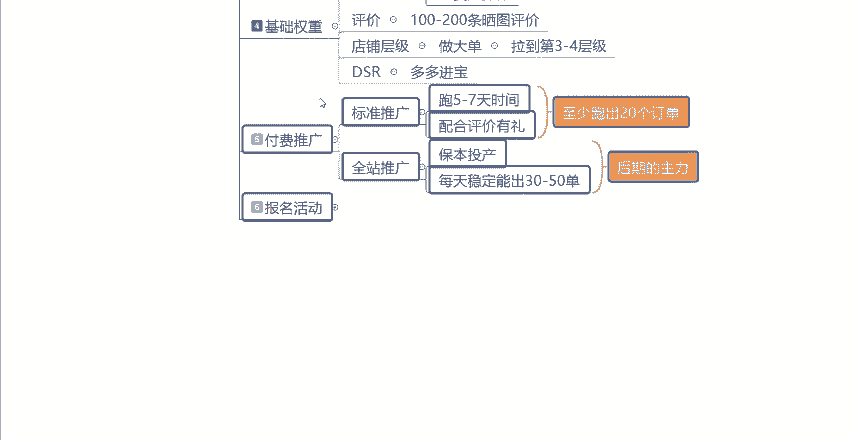 4 基础权重
评价 100-200条晒图评价
店铺层级 做大单 拉到第3-4层级
DSR 多多进宝
5 付费推广
标准推广
跑5-7天时间
配合评价有礼
至少跑出20个订单
全站推广
保本投产
每天稳定能出30-50单
后期的主力
6 报名活动